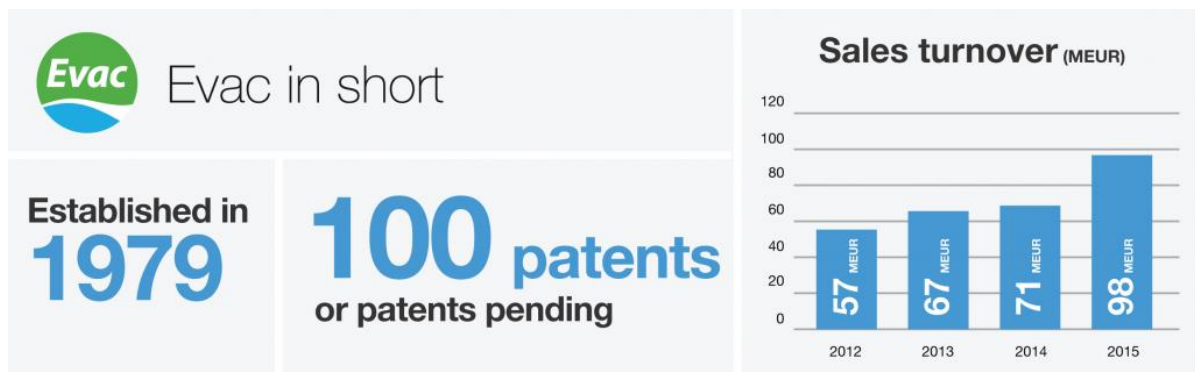 Evac
Evac in short
Established in
1979
100 patents
or patents pending
Sales turnover (MEUR)
120
100
80
60
40
20
0
57 MEUR
67 MEUR
71 MEUR
98 MEUR
2012 2013 2014 2015